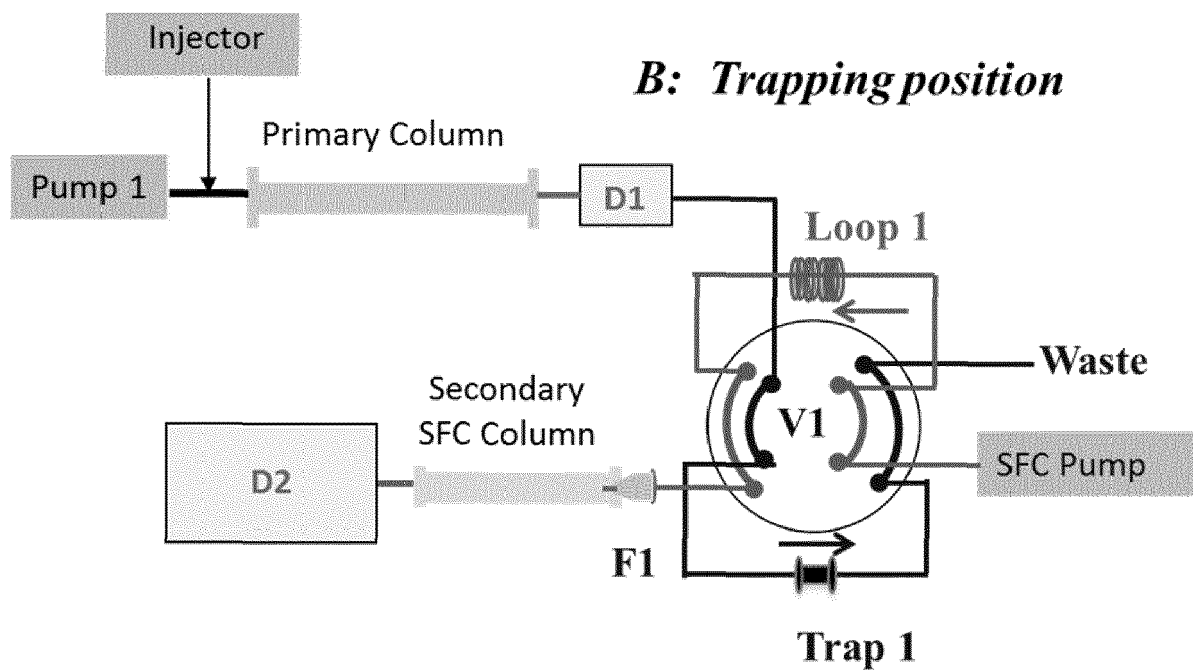 Injector
B: Trapping position
Primary Column
Pump 1
D1
Loop 1
Waste
Secondary
SFC Column
V1
SFC Pump
D2
F1
Trap 1